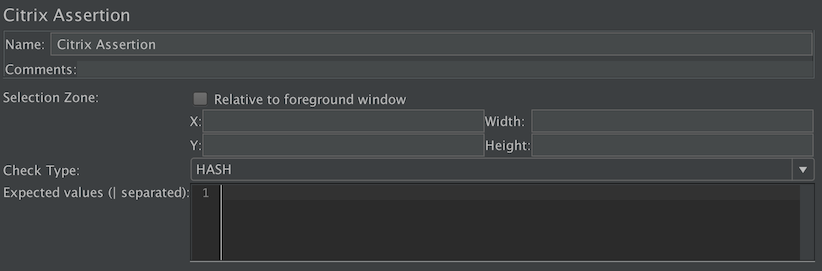 Citrix Assertion
Name: Citrix Assertion
Comments:
Selection Zone: Relative to foreground window
X: Width:
Y: Height:
Check Type: HASH
Expected values (| separated): 1